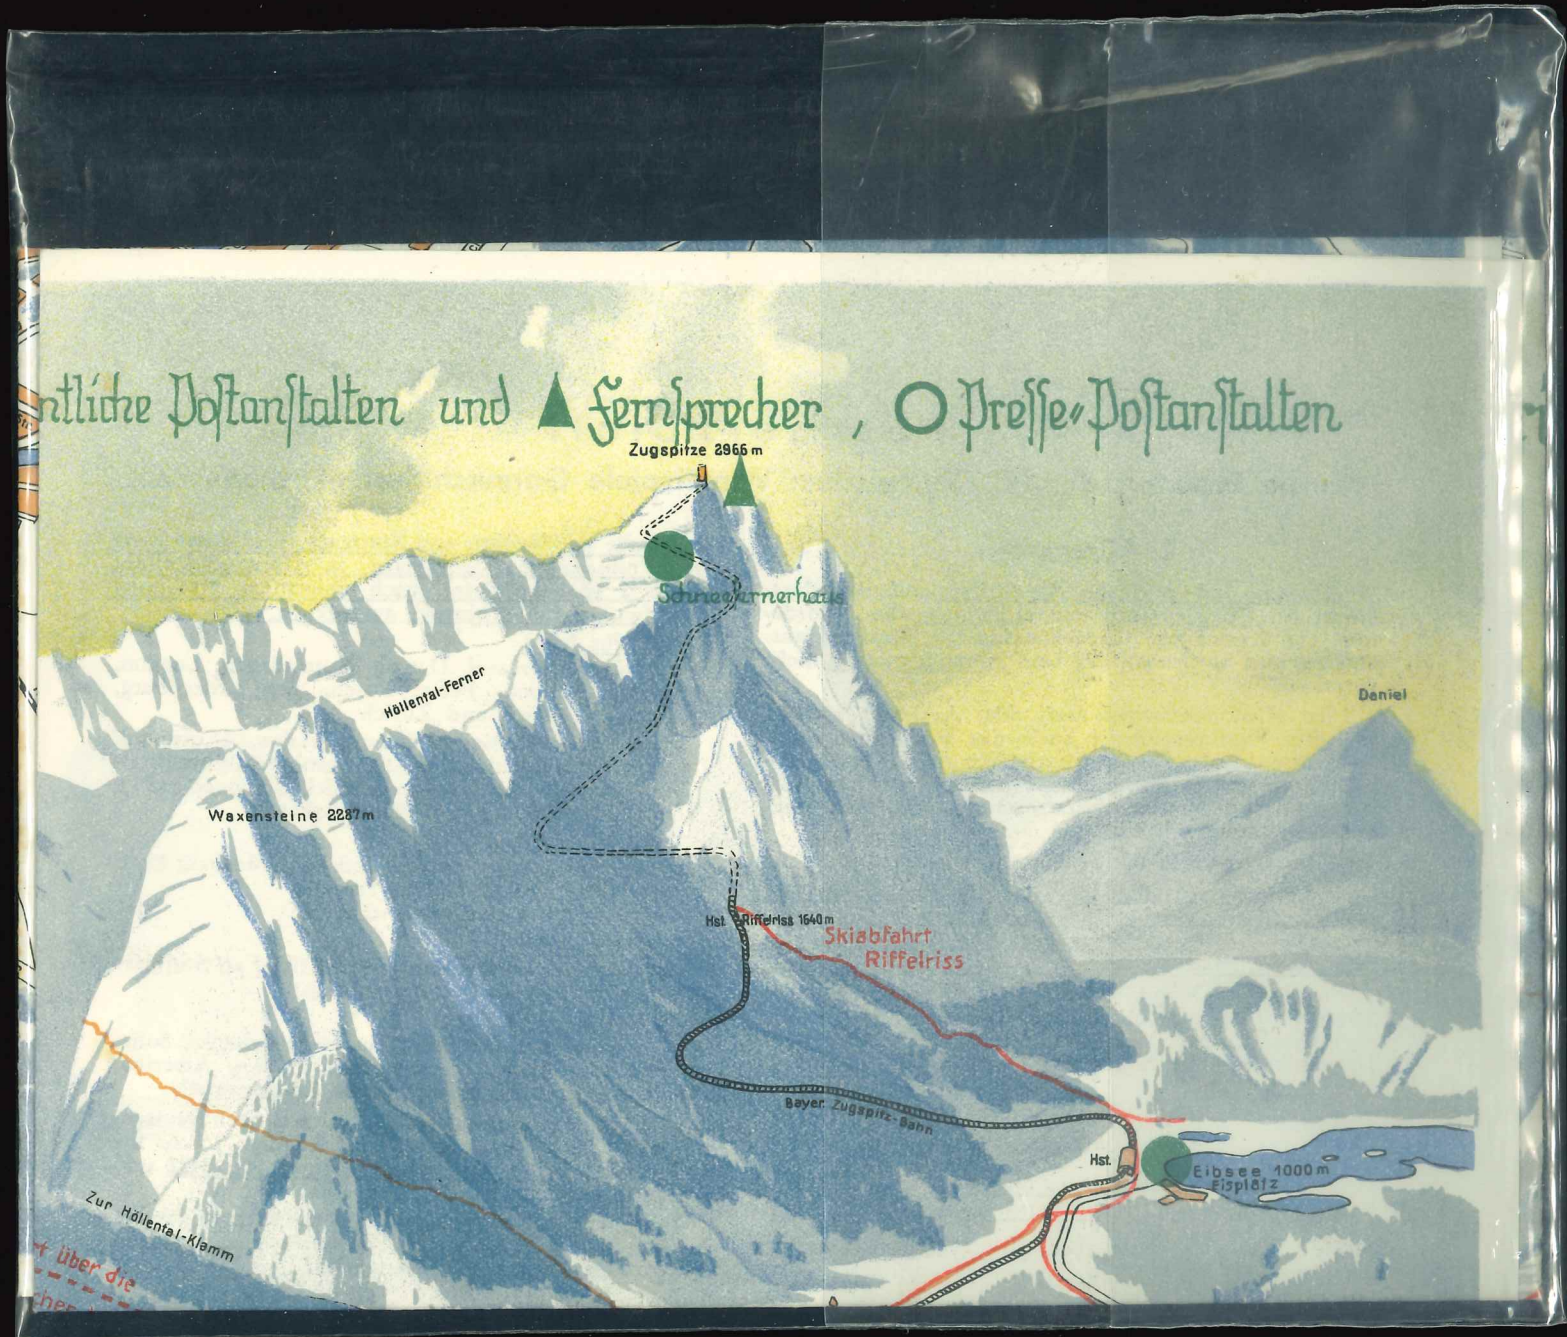 ntliche Postanstalten und Fernsprecher, Presse-Postanstalten
Zugspitze 2966 m
Schneefernerhaus
Höllental-Ferner
Daniel
Waxensteine 2287m
Hst. Riffelriss 1640 m
Skiabfahrt
Riffelriss
Bayer. Zugspitz-Bahn
Hst.
Eibsee 1000 m
Eisplatz
Zur Höllental-Klamm
t über die